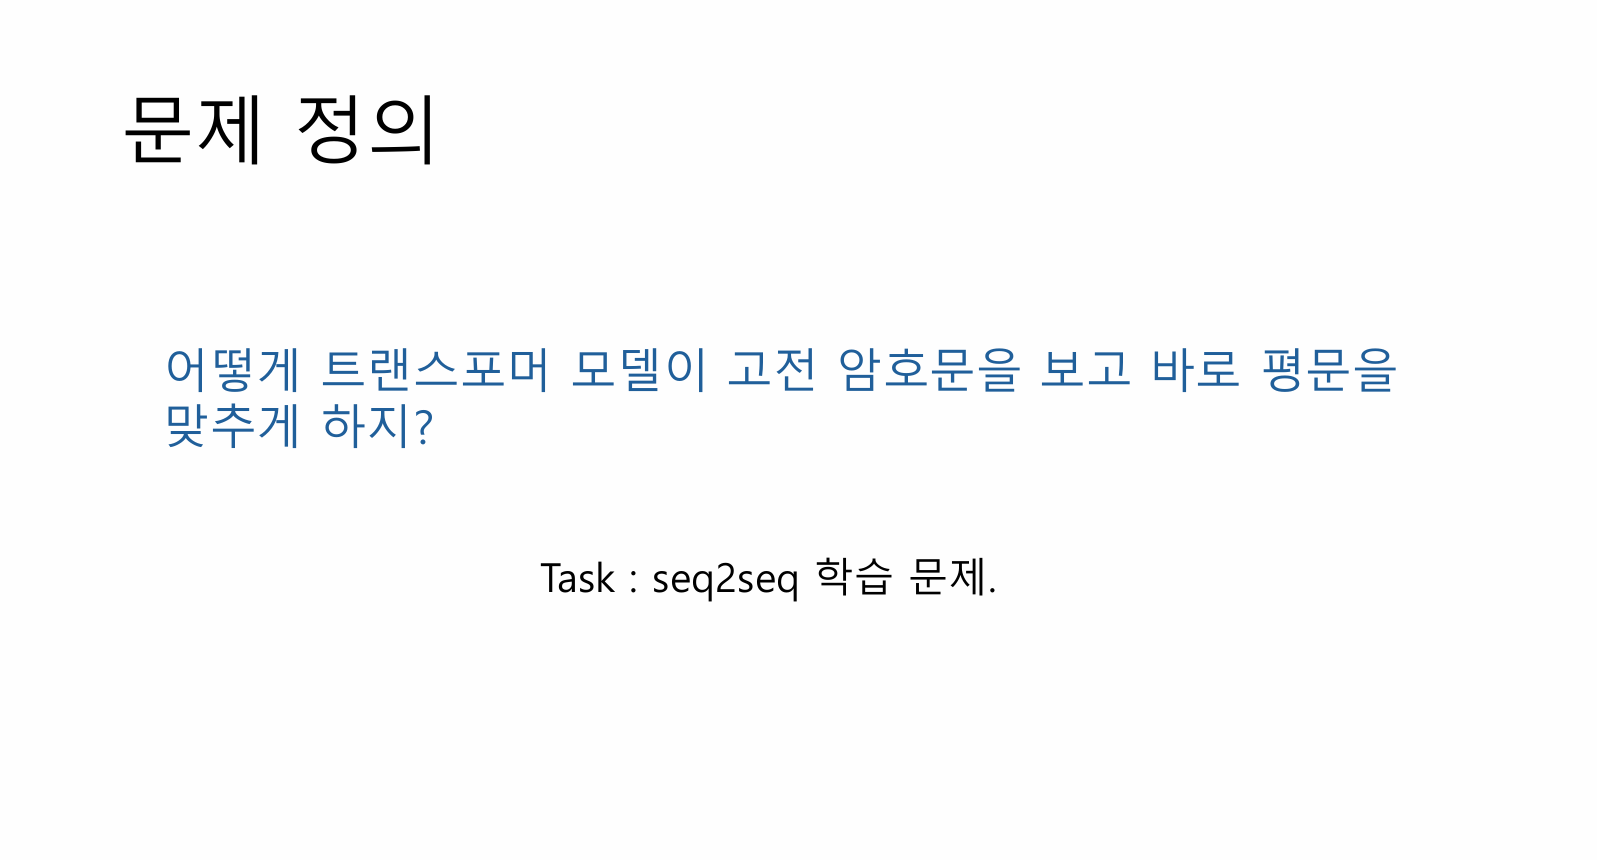 문제 정의
어떻게 트랜스포머 모델이 고전 암호문을 보고 바로 평문을
맞추게 하지?
Task : seq2seq 학습 문제.